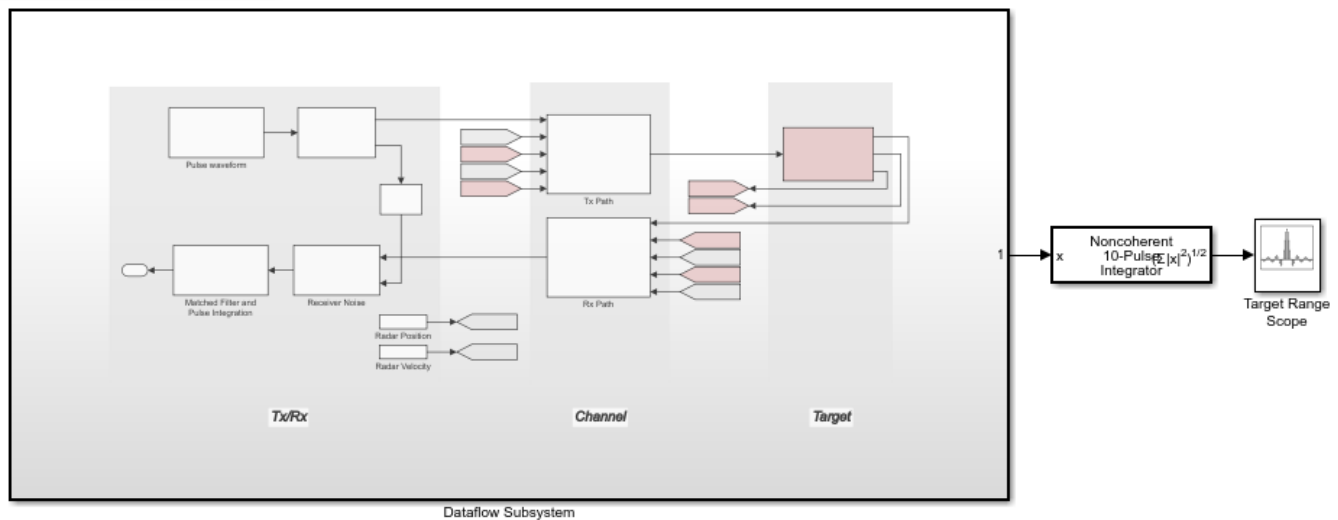 Pulse waveform
Tx Path
Matched Filter and
Pulse Integration
Receiver Noise
Rx Path
Radar Position
Radar Velocity
Tx/Rx
Channel
Target
1
x
Noncoherent
10-Pulse
Integrator
(Σ|x|²)^1/2
Target Range
Scope
Dataflow Subsystem